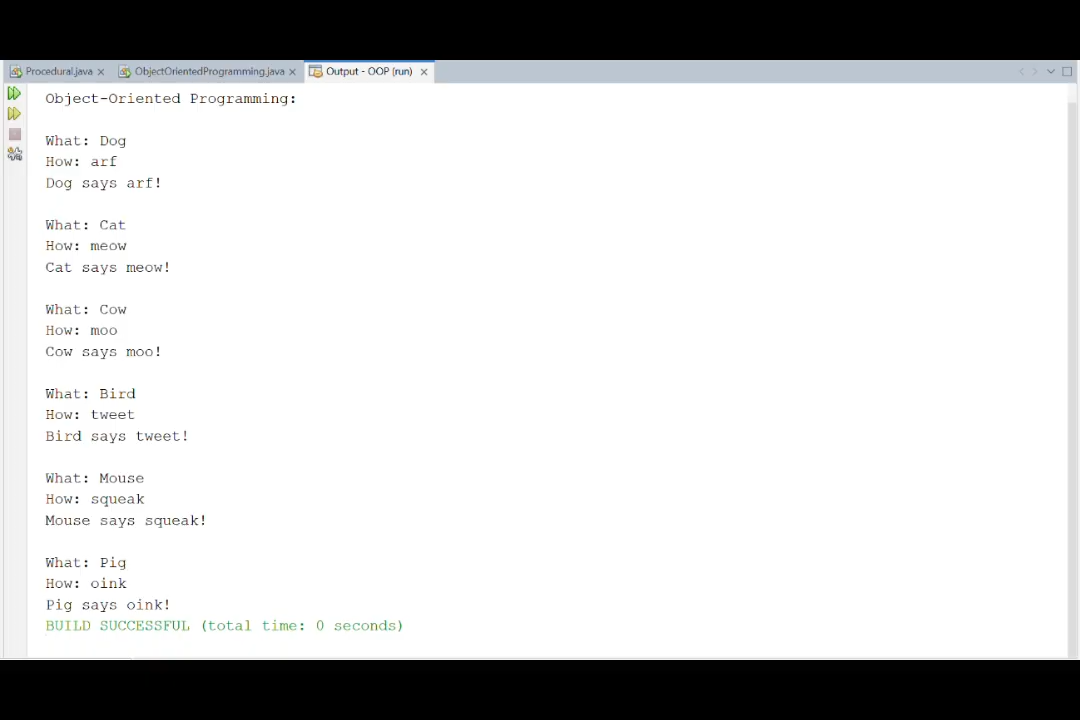 Procedural.java ObjectOrientedProgramming.java Output - OOP (run)
Object-Oriented Programming:
What: Dog
How: arf
Dog says arf!
What: Cat
How: meow
Cat says meow!
What: Cow
How: moo
Cow says moo!
What: Bird
How: tweet
Bird says tweet!
What: Mouse
How: squeak
Mouse says squeak!
What: Pig
How: oink
Pig says oink!
BUILD SUCCESSFUL (total time: 0 seconds)